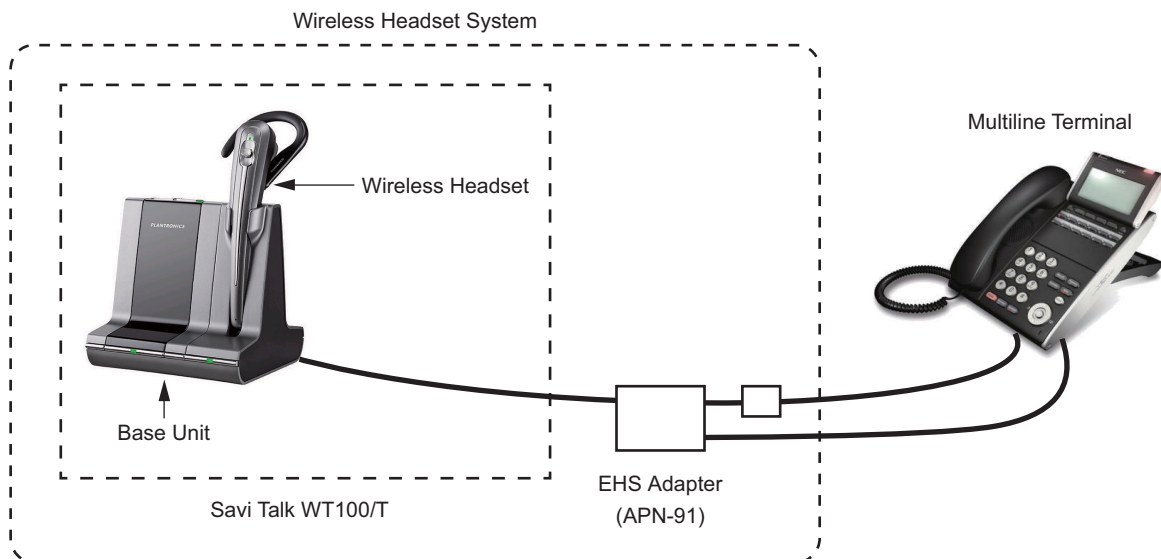 Wireless Headset System
Multiline Terminal
NEC
PLANTRONICS
Wireless Headset
Base Unit
Savi Talk WT100/T
EHS Adapter
(APN-91)